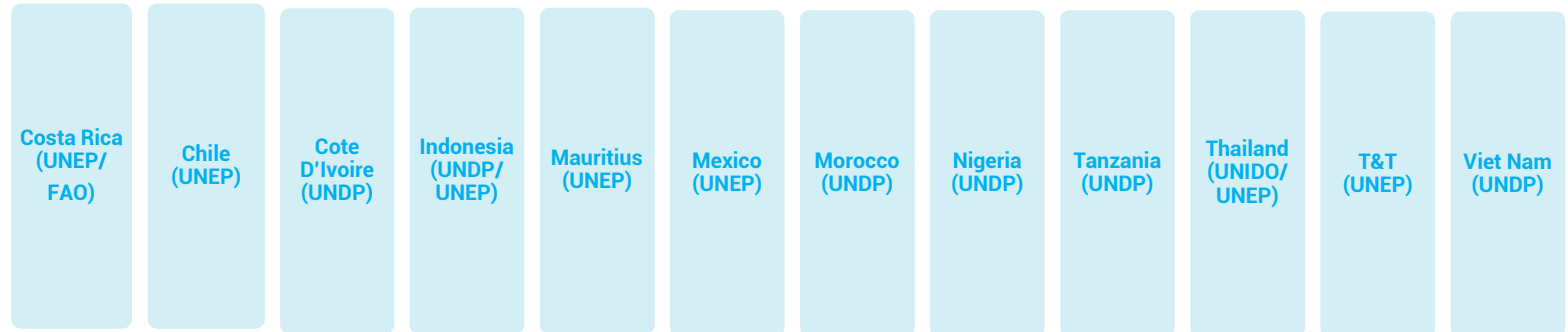 Costa Rica
(UNEP/
FAO)
Chile
(UNEP)
Cote
D'Ivoire
(UNDP)
Indonesia
(UNDP/
UNEP)
Mauritius
(UNEP)
Mexico
(UNEP)
Morocco
(UNDP)
Nigeria
(UNDP)
Tanzania
(UNDP)
Thailand
(UNIDO/
UNEP)
T&T
(UNEP)
Viet Nam
(UNDP)